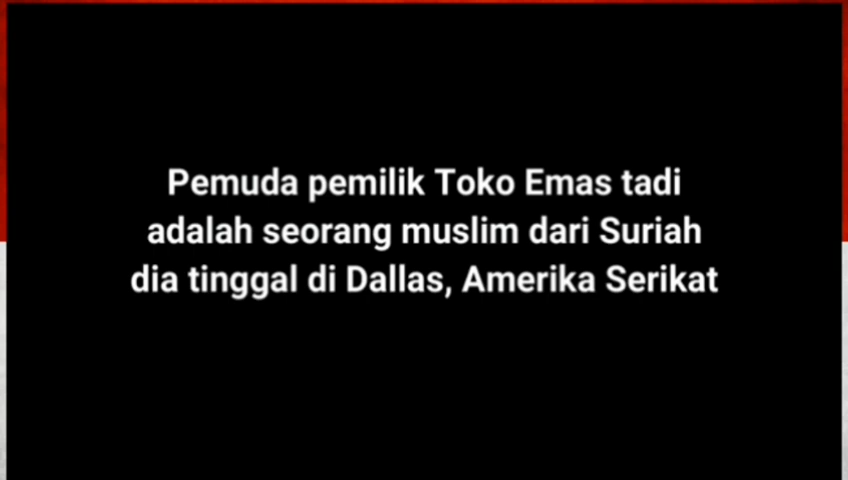 Pemuda pemilik Toko Emas tadi
adalah seorang muslim dari Suriah
dia tinggal di Dallas, Amerika Serikat